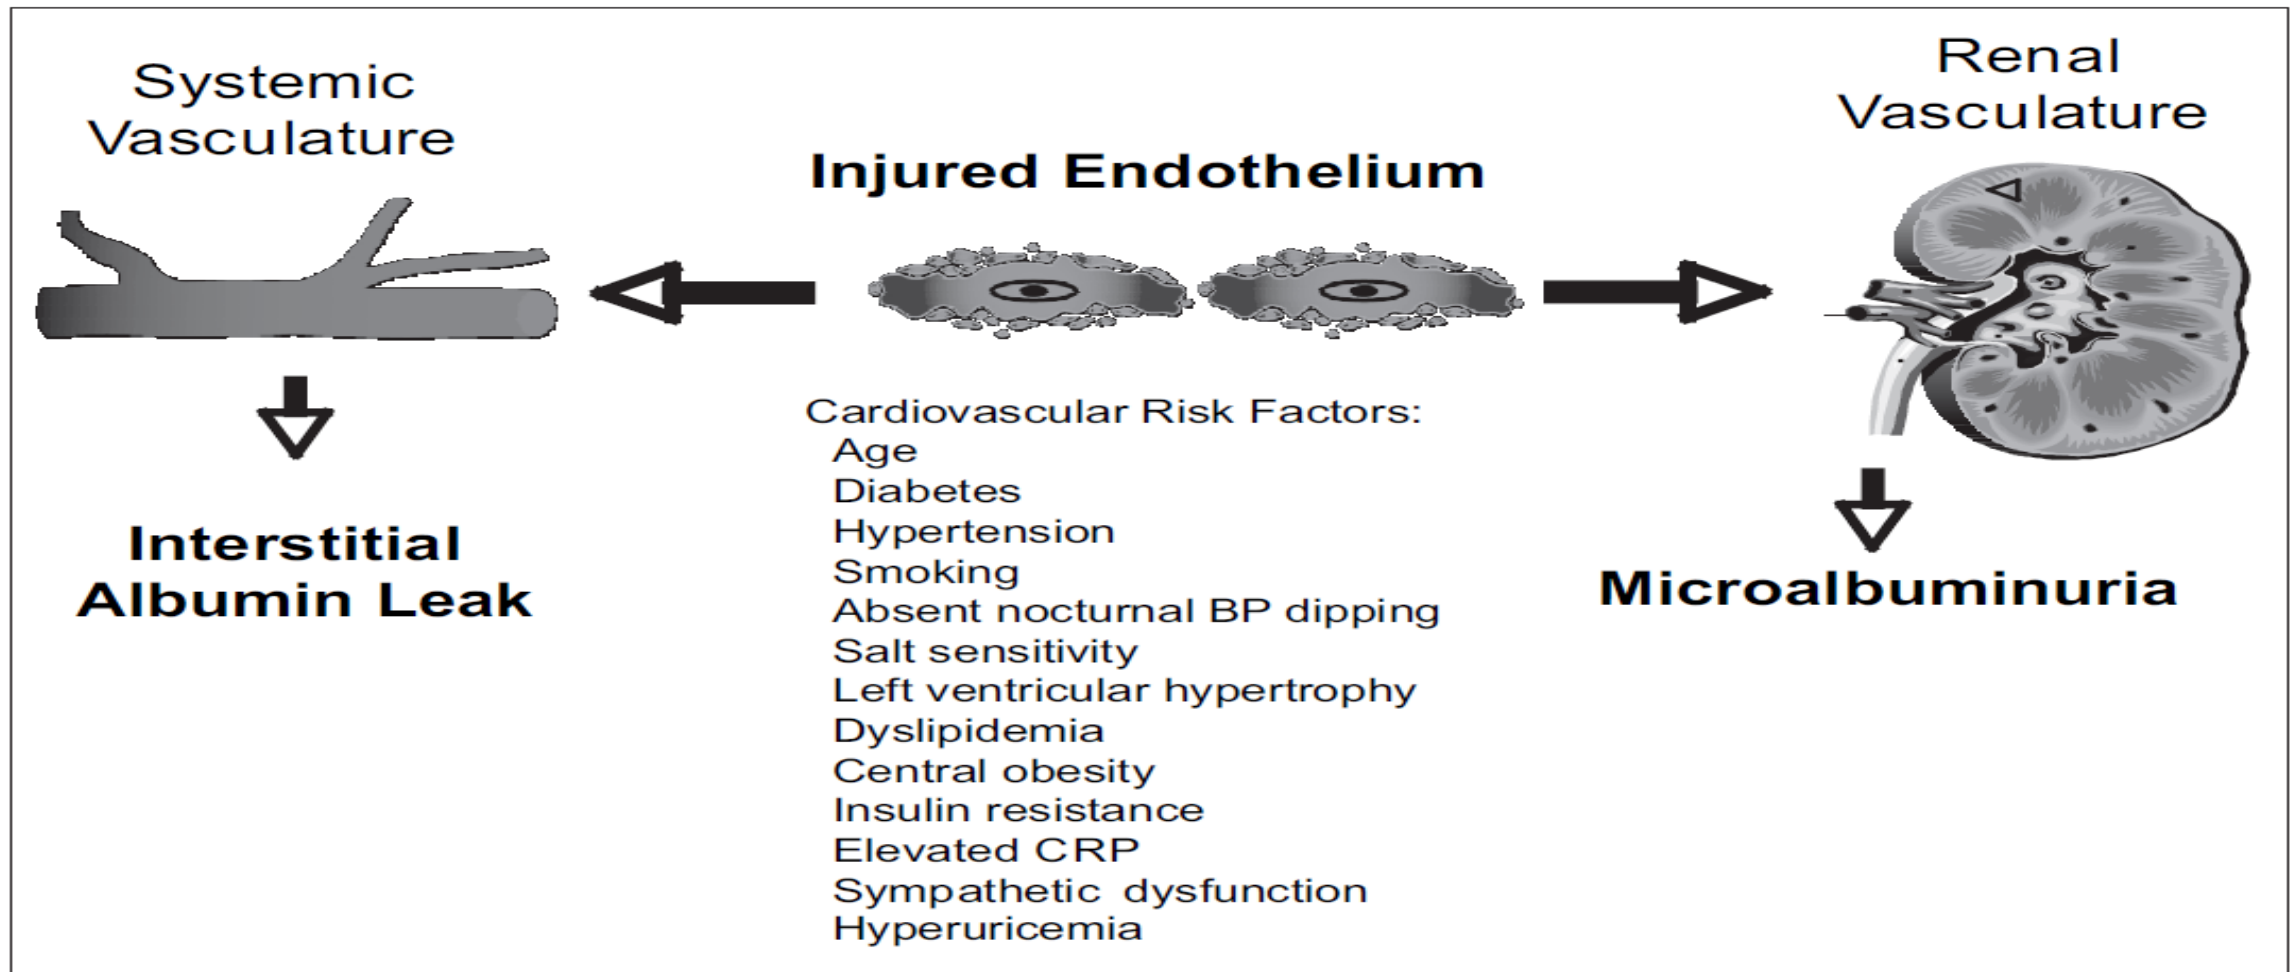 Systemic
Vasculature
Injured Endothelium
Renal
Vasculature
Interstitial
Albumin Leak
Cardiovascular Risk Factors:
Age
Diabetes
Hypertension
Smoking
Absent nocturnal BP dipping
Salt sensitivity
Left ventricular hypertrophy
Dyslipidemia
Central obesity
Insulin resistance
Elevated CRP
Sympathetic dysfunction
Hyperuricemia
Microalbuminuria